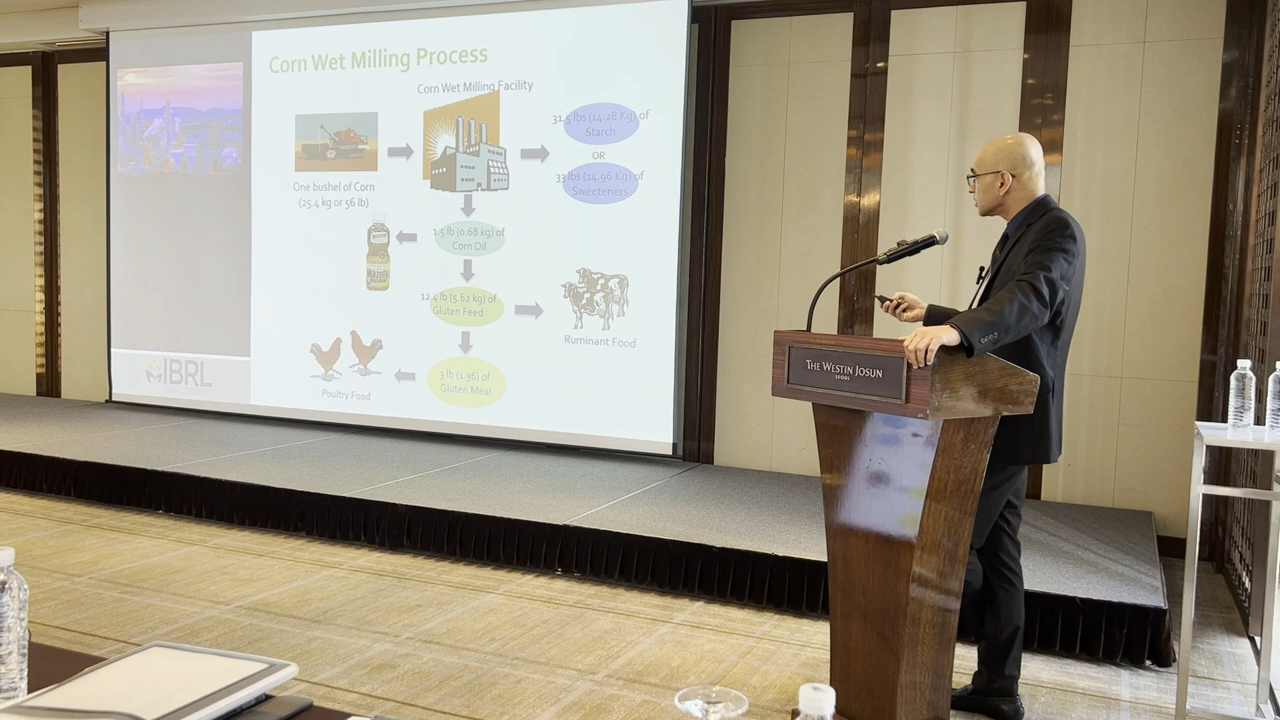 Corn Wet Milling Process
Corn Wet Milling Facility
31.5 lbs (14.28 Kg) of
Starch
OR
33 lbs (14.96 Kg) of
Sweeteners
One bushel of Corn
(25.4 kg or 56 lb)
1.5 lb (0.68 kg) of
Corn Oil
Mazola
12.4 lb (5.62 kg) of
Gluten Feed
Ruminant Food
3 lb (1.36) of
Gluten Meal
Poultry Food
IBRL
THE WESTIN JOSUN
SEOUL